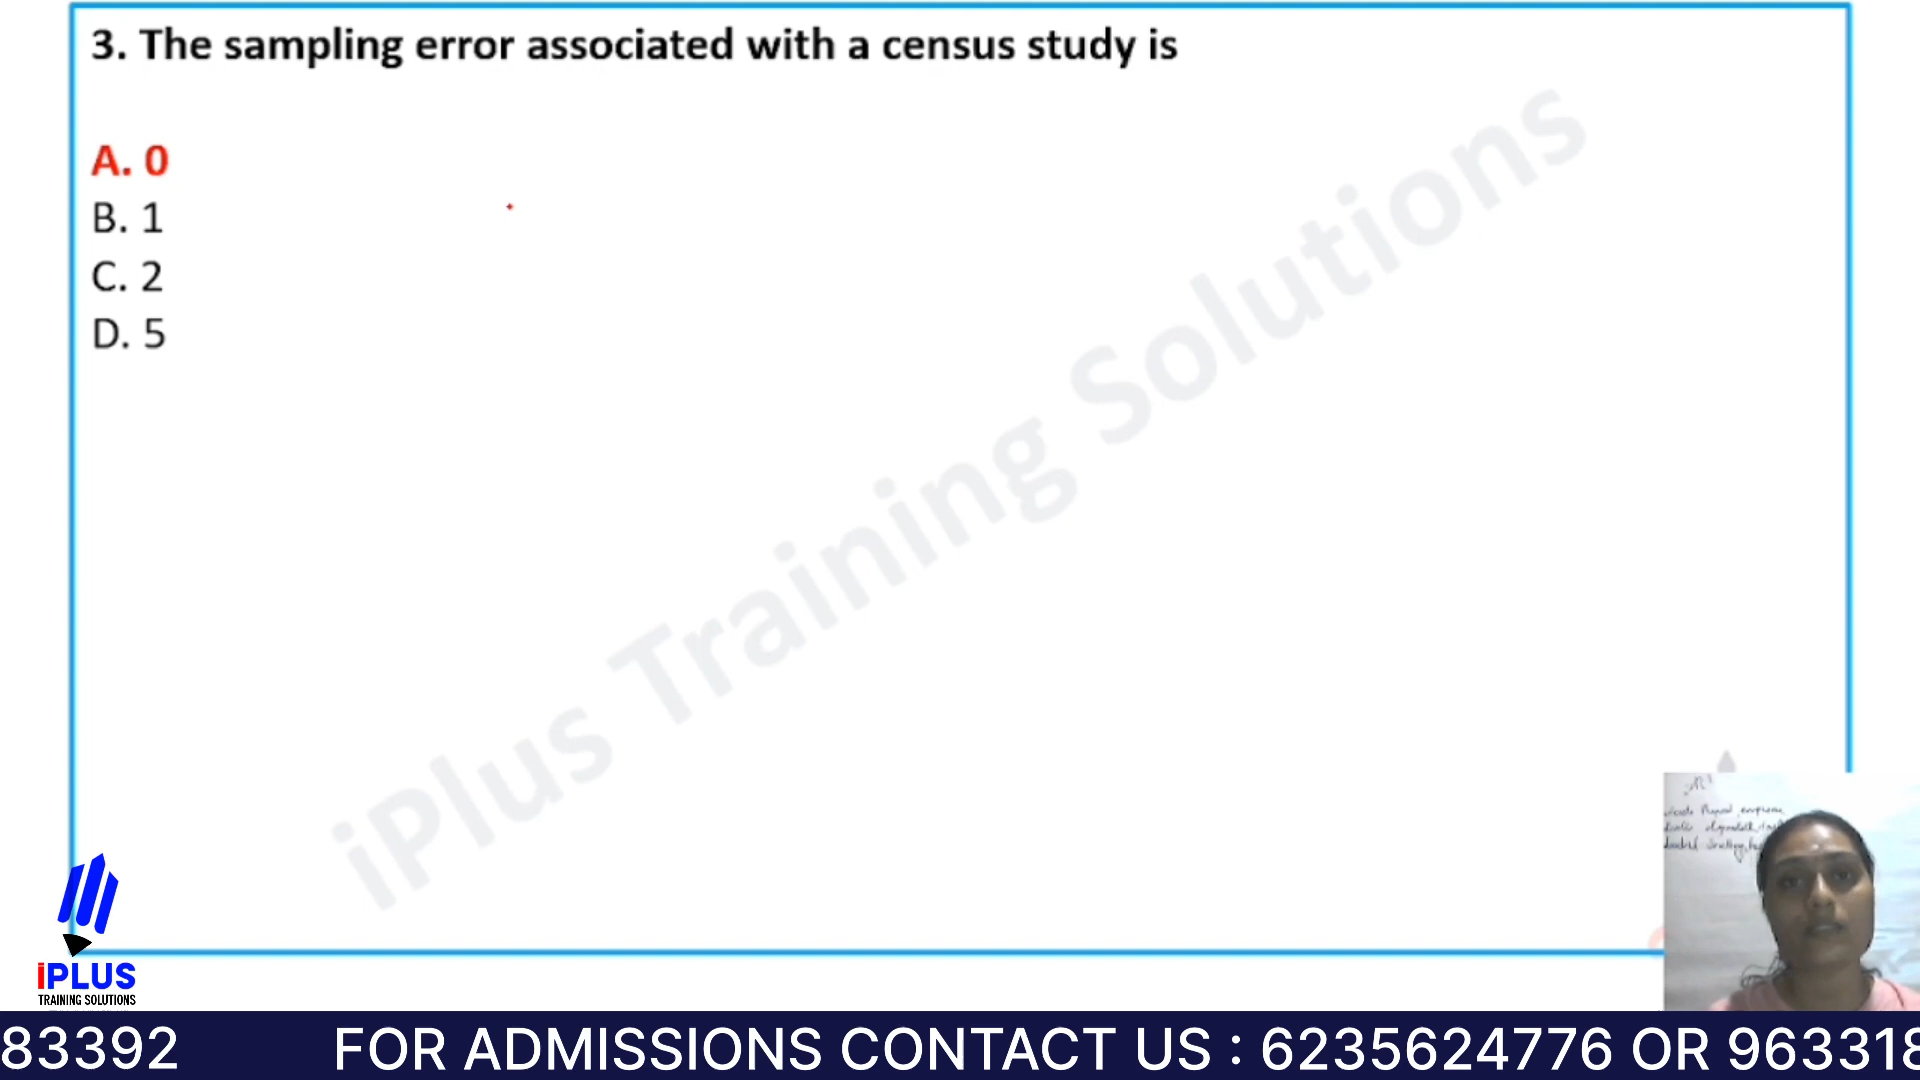 3. The sampling error associated with a census study is
A. 0
B. 1
C. 2
D. 5
iPlus Training Solutions
iPLUS
TRAINING SOLUTIONS
83392 FOR ADMISSIONS CONTACT US : 6235624776 OR 963318